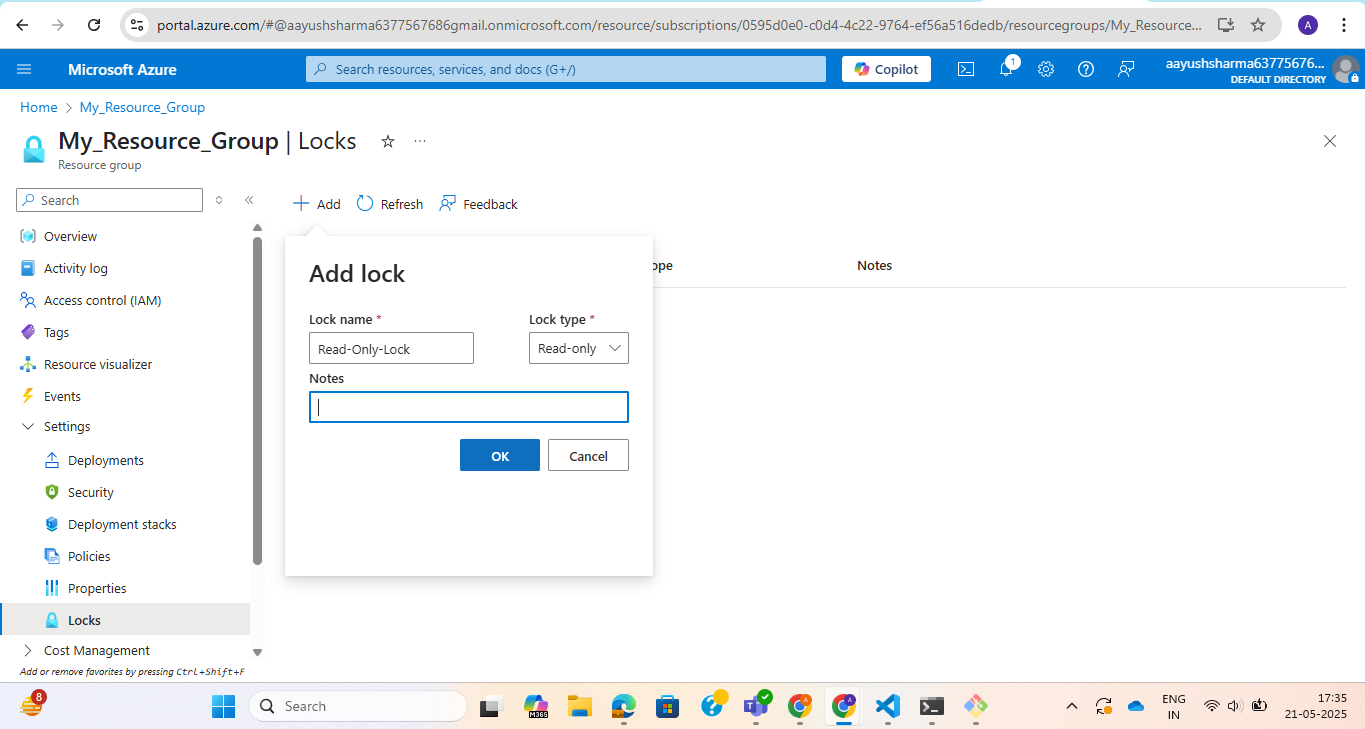 portal.azure.com/#@aayushsharma6377567686gmail.onmicrosoft.com/resource/subscriptions/0595d0e0-c0d4-4c22-9764-ef56a516dedb/resourcegroups/My_Resource... A
Microsoft Azure Search resources, services, and docs (G+/) Copilot 1 aayushsharma63775676...
DEFAULT DIRECTORY
Home > My_Resource_Group
My_Resource_Group | Locks ...
Resource group
Search
Add Refresh Feedback
Overview
Activity log
Access control (IAM)
Tags
Resource visualizer
Events
Settings
Deployments
Security
Deployment stacks
Policies
Properties
Locks
Cost Management
Add or remove favorites by pressing Ctrl+Shift+F
ope Notes
Add lock
Lock name * Lock type *
Read-Only-Lock Read-only
Notes
OK Cancel
8 Search M365 A A ENG 17:35
IN 21-05-2025